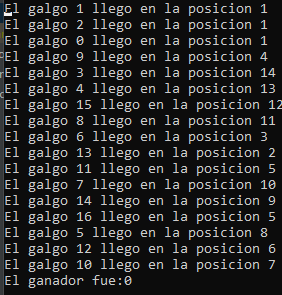 El galgo 1 llego en la posicion 1
El galgo 2 llego en la posicion 1
El galgo 0 llego en la posicion 1
El galgo 9 llego en la posicion 4
El galgo 3 llego en la posicion 14
El galgo 4 llego en la posicion 13
El galgo 15 llego en la posicion 12
El galgo 8 llego en la posicion 11
El galgo 6 llego en la posicion 3
El galgo 13 llego en la posicion 2
El galgo 11 llego en la posicion 5
El galgo 7 llego en la posicion 10
El galgo 14 llego en la posicion 9
El galgo 16 llego en la posicion 5
El galgo 5 llego en la posicion 8
El galgo 12 llego en la posicion 6
El galgo 10 llego en la posicion 7
El ganador fue:0